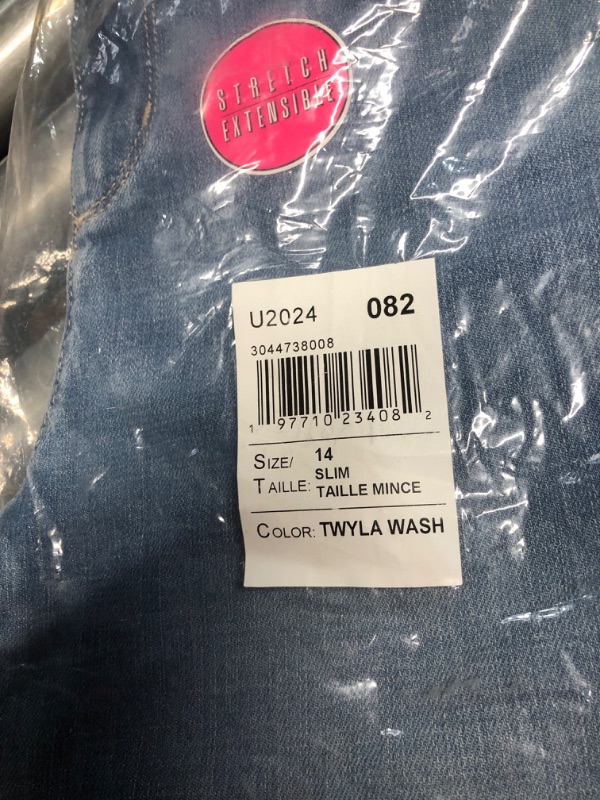 STRETCH
EXTENSIBLE
U2024 082
3044738008
1 97710 23408 2
SIZE/ 14
SLIM
TAILLE: TAILLE MINCE
COLOR: TWYLA WASH